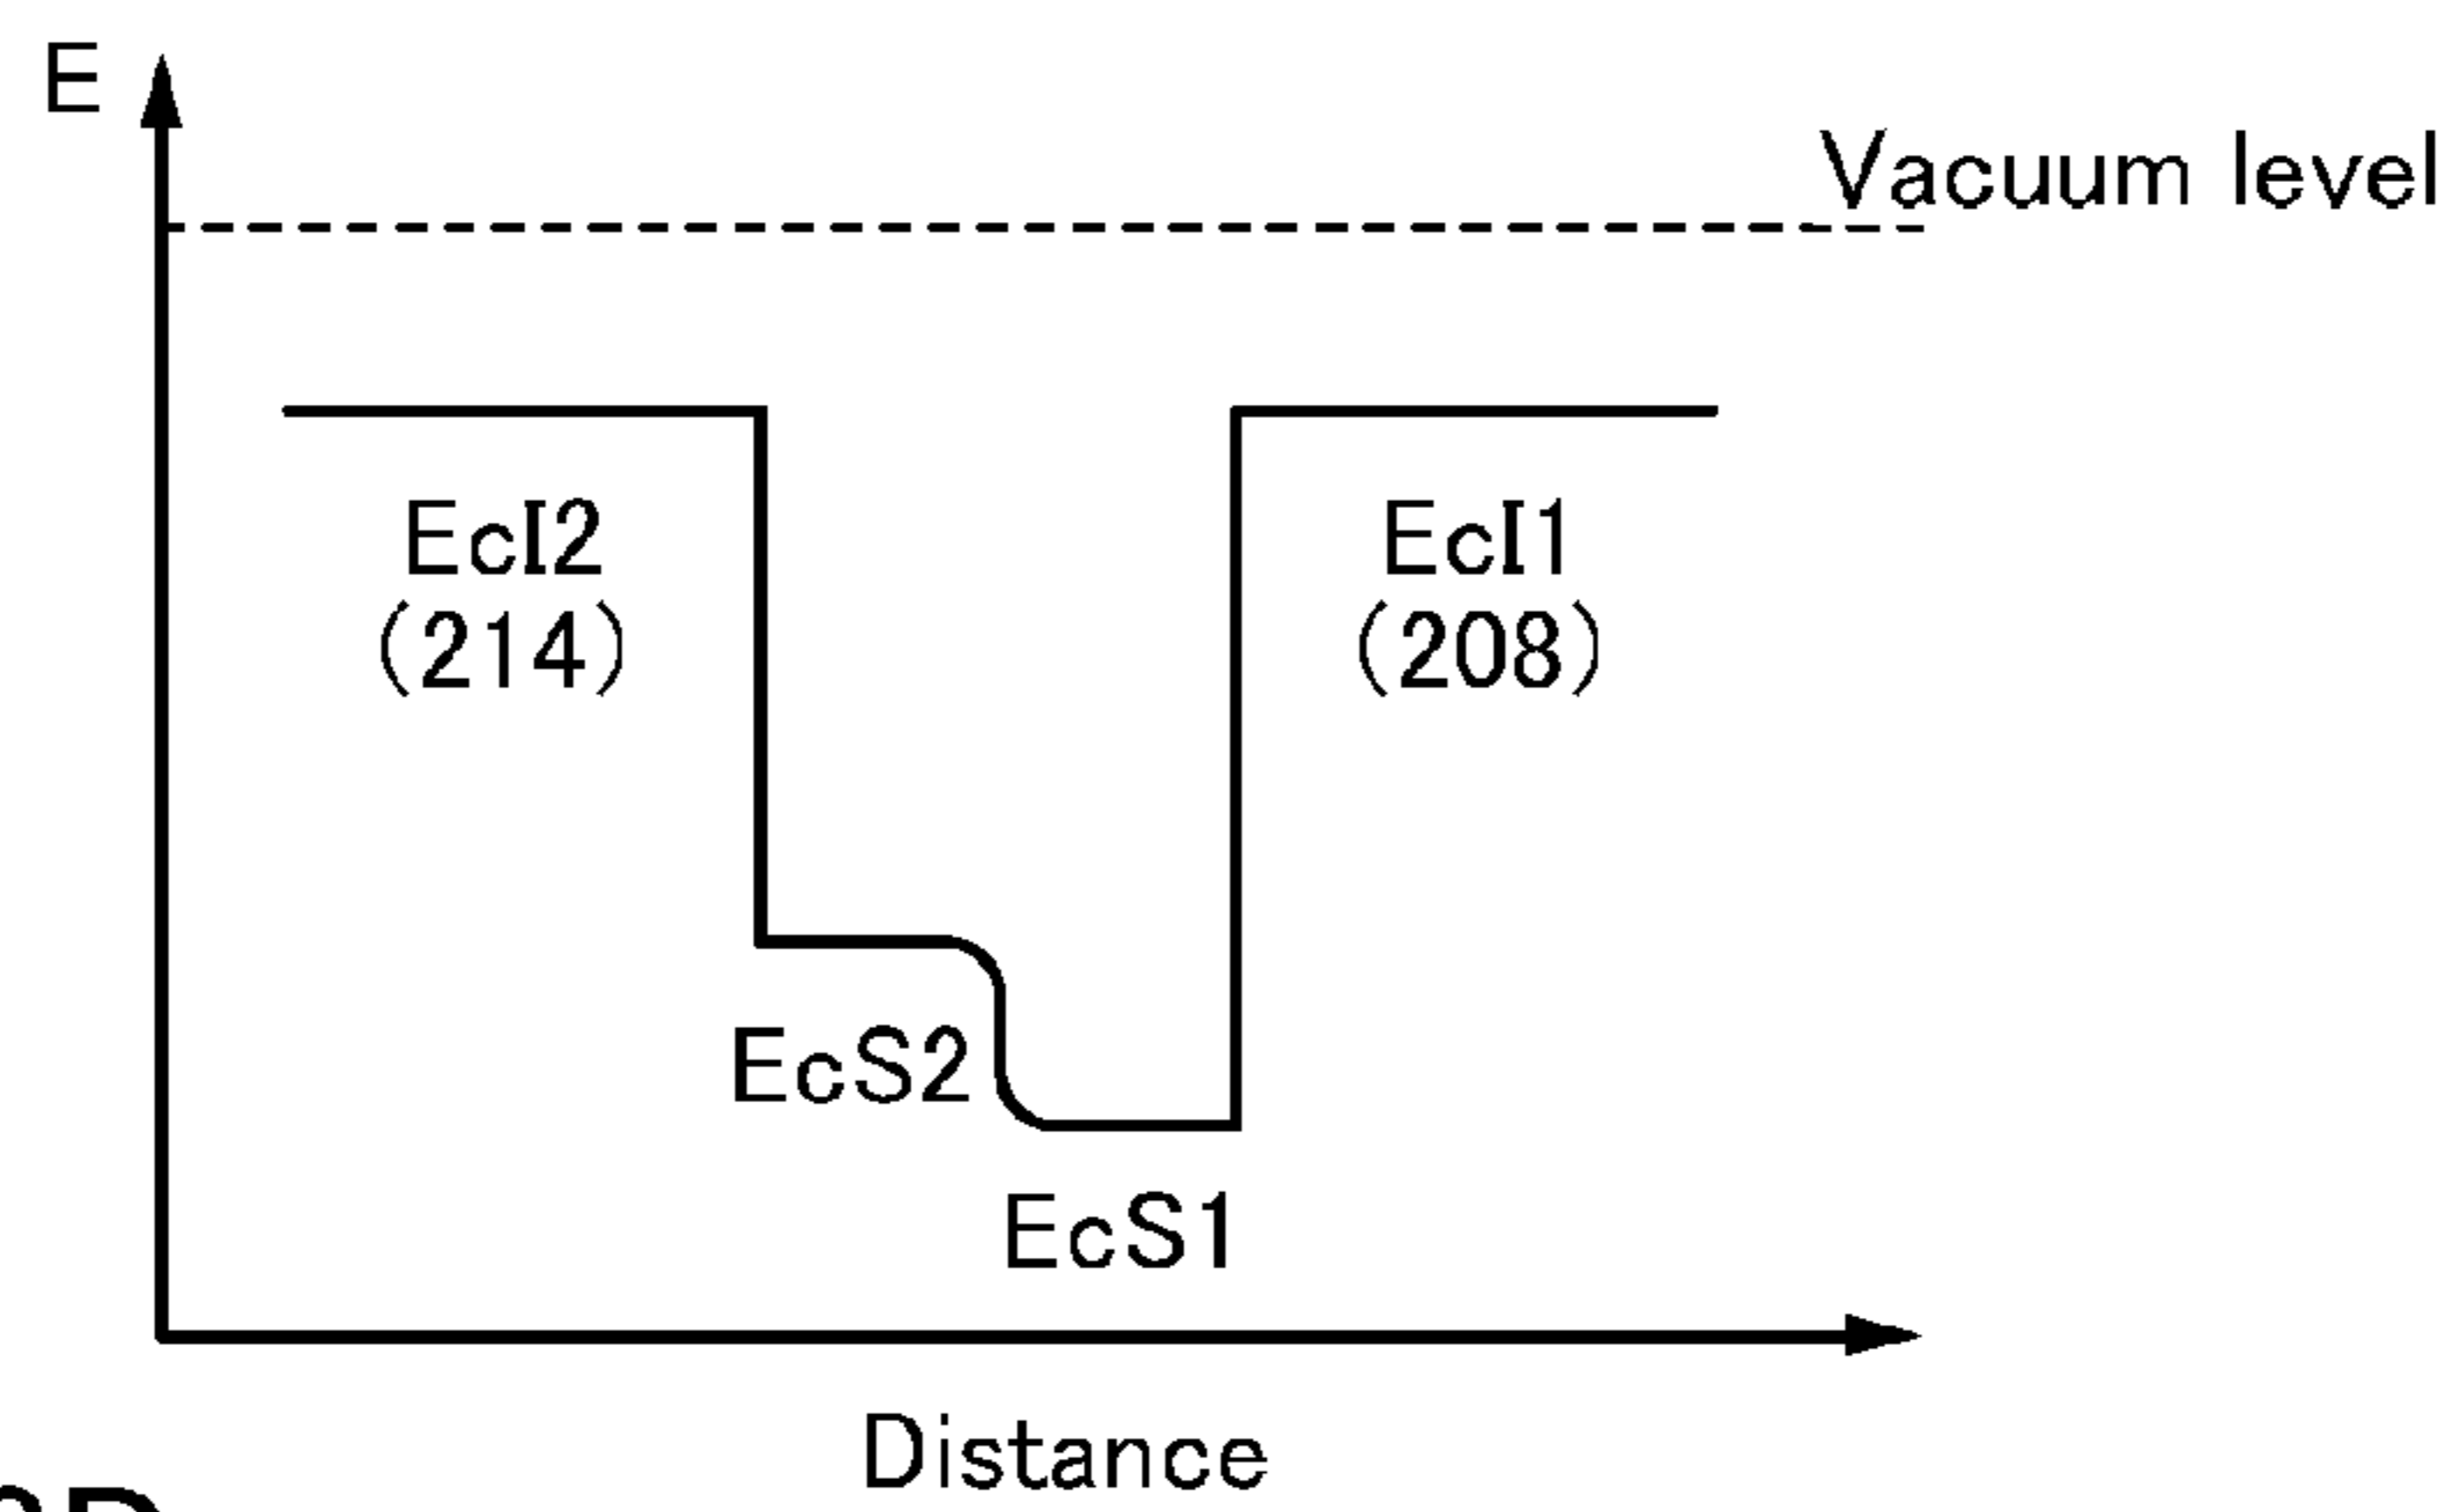 E
Vacuum level
EcI2
(214)
EcI1
(208)
EcS2
EcS1
Distance